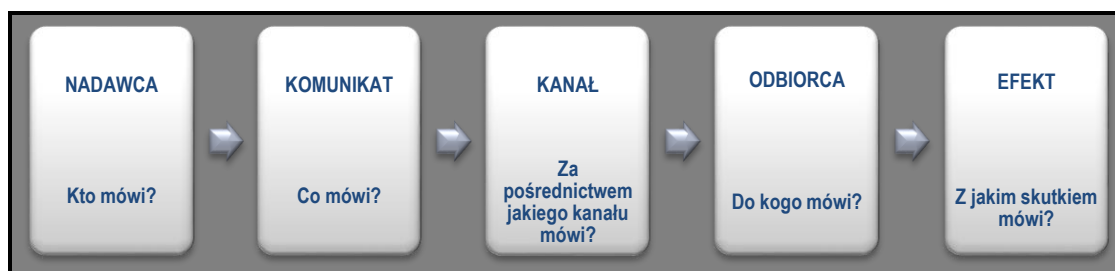 NADAWCA
Kto mówi?
KOMUNIKAT
Co mówi?
KANAŁ
Za
pośrednictwem
jakiego kanału
mówi?
ODBIORCA
Do kogo mówi?
EFEKT
Z jakim skutkiem
mówi?